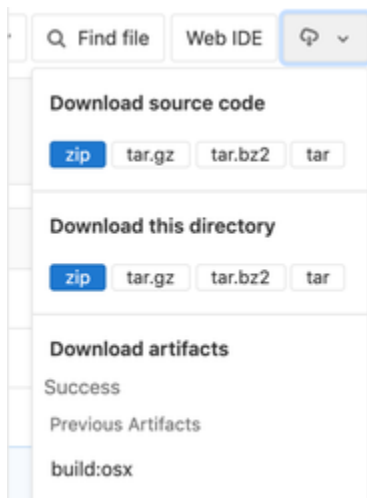 Find file Web IDE
Download source code
zip tar.gz tar.bz2 tar
Download this directory
zip tar.gz tar.bz2 tar
Download artifacts
Success
Previous Artifacts
build:osx